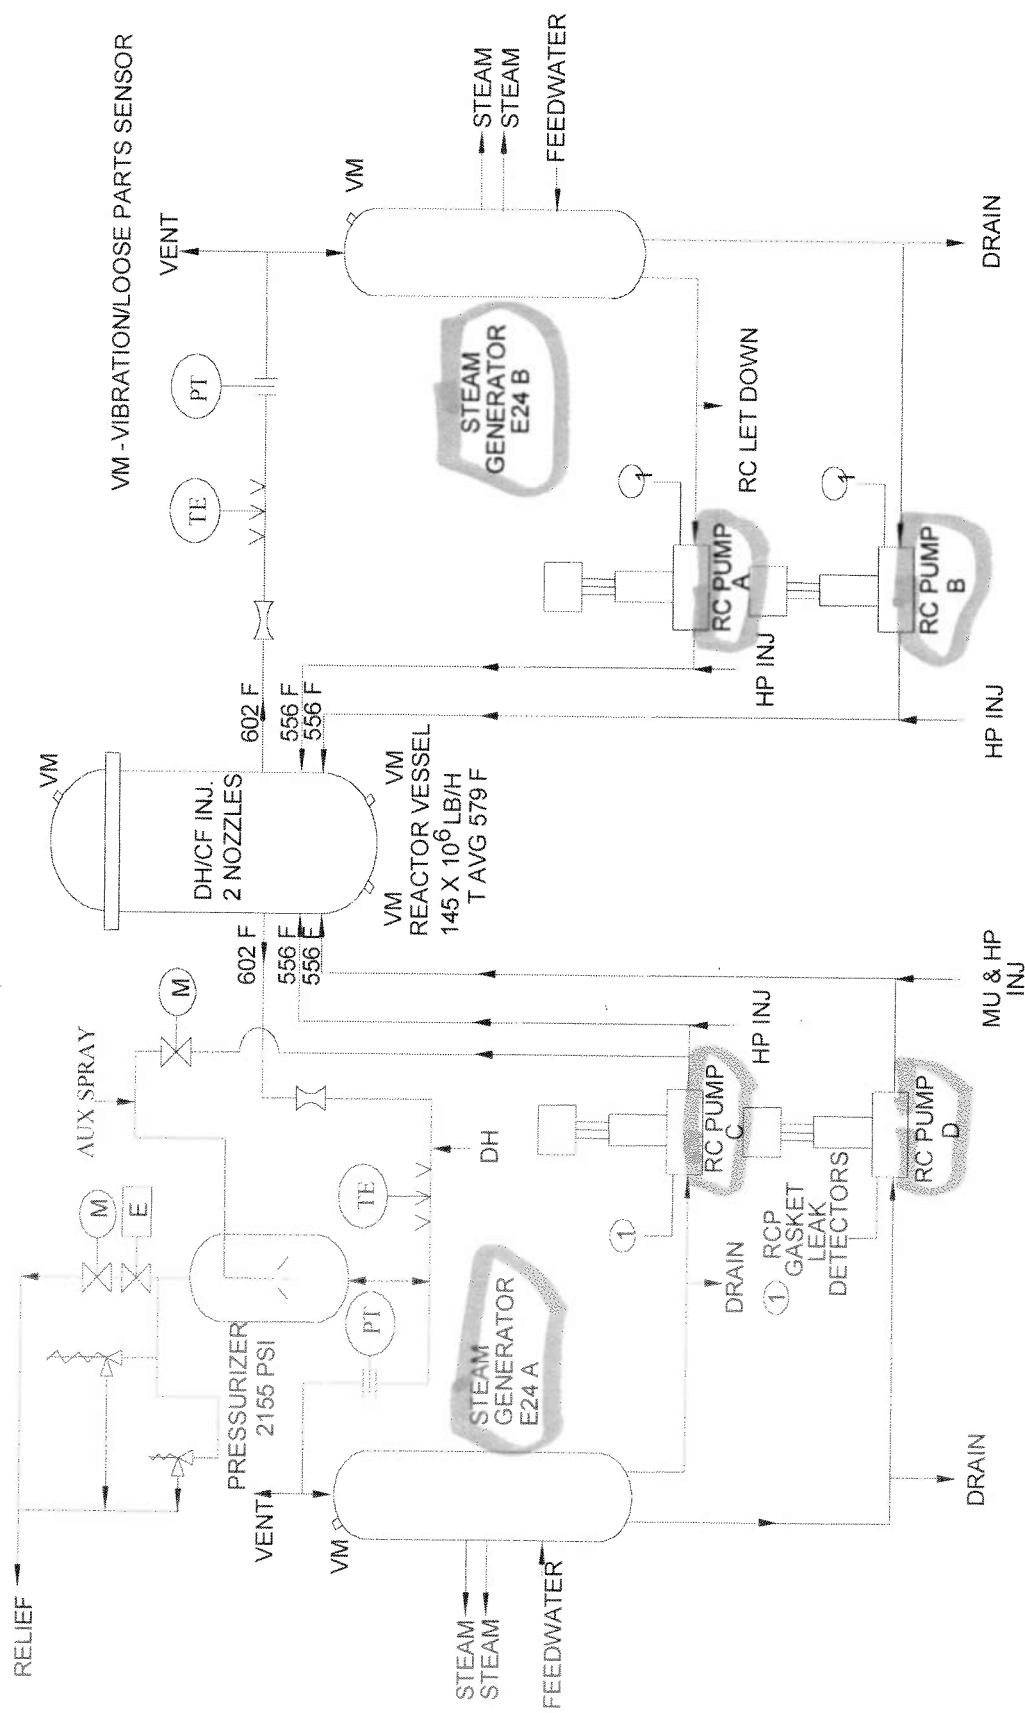 VM - VIBRATION/LOOSE PARTS SENSOR
RELIEF
AUX SPRAY
M
M
E
PRESSURIZER
2155 PSI
VENT
VM
STEAM
STEAM
FEEDWATER
STEAM
GENERATOR
E24 A
PT
TE
DH
602 F
556 F
556 F
VM
DH/CF INJ.
2 NOZZLES
VM
VM
REACTOR VESSEL
145 X 10⁶ LB/H
T AVG 579 F
602 F
556 F
556 F
TE
PT
VENT
VM
STEAM
STEAM
FEEDWATER
STEAM
GENERATOR
E24 B
DRAIN
1
RC PUMP
C
HP INJ
DRAIN
1
RCP
GASKET
LEAK
DETECTORS
RC PUMP
D
MU & HP
INJ
HP INJ
RC PUMP
A
1
RC LET DOWN
HP INJ
RC PUMP
B
1
DRAIN